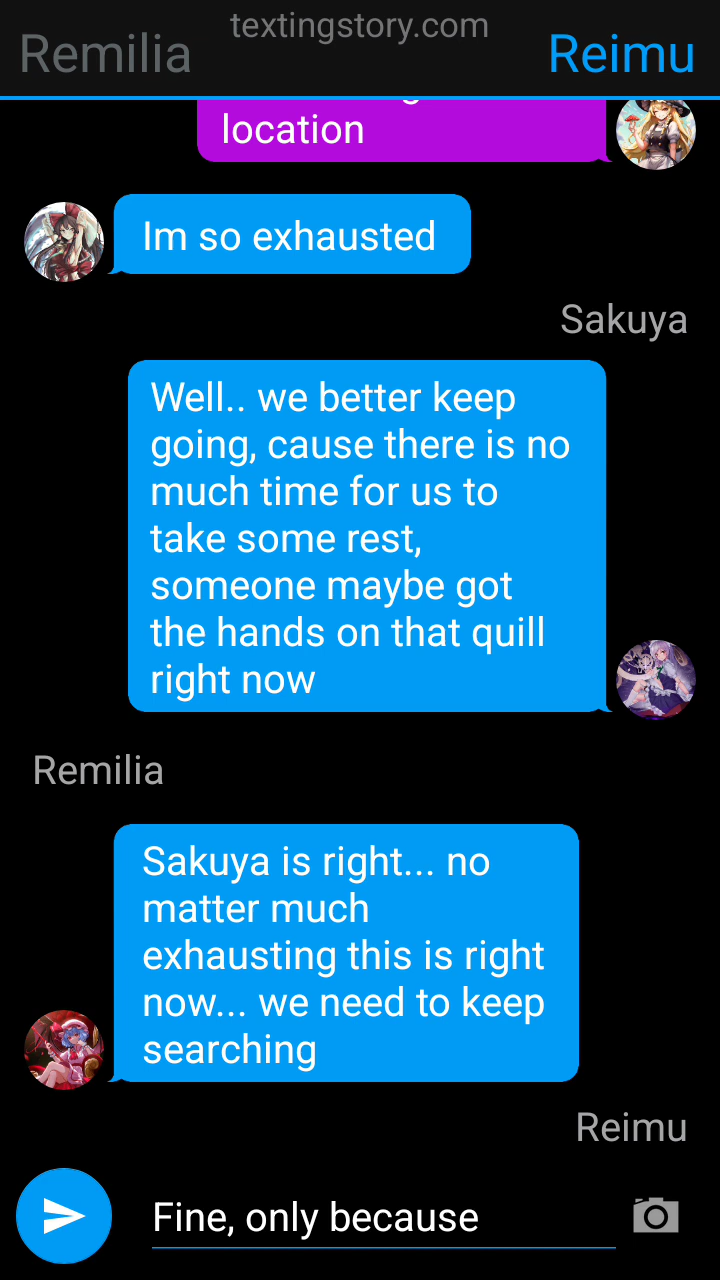 textingstory.com
Remilia
Reimu
location
Im so exhausted
Sakuya
Well.. we better keep
going, cause there is no
much time for us to
take some rest,
someone maybe got
the hands on that quill
right now
Remilia
Sakuya is right... no
matter much
exhausting this is right
now... we need to keep
searching
Reimu
Fine, only because